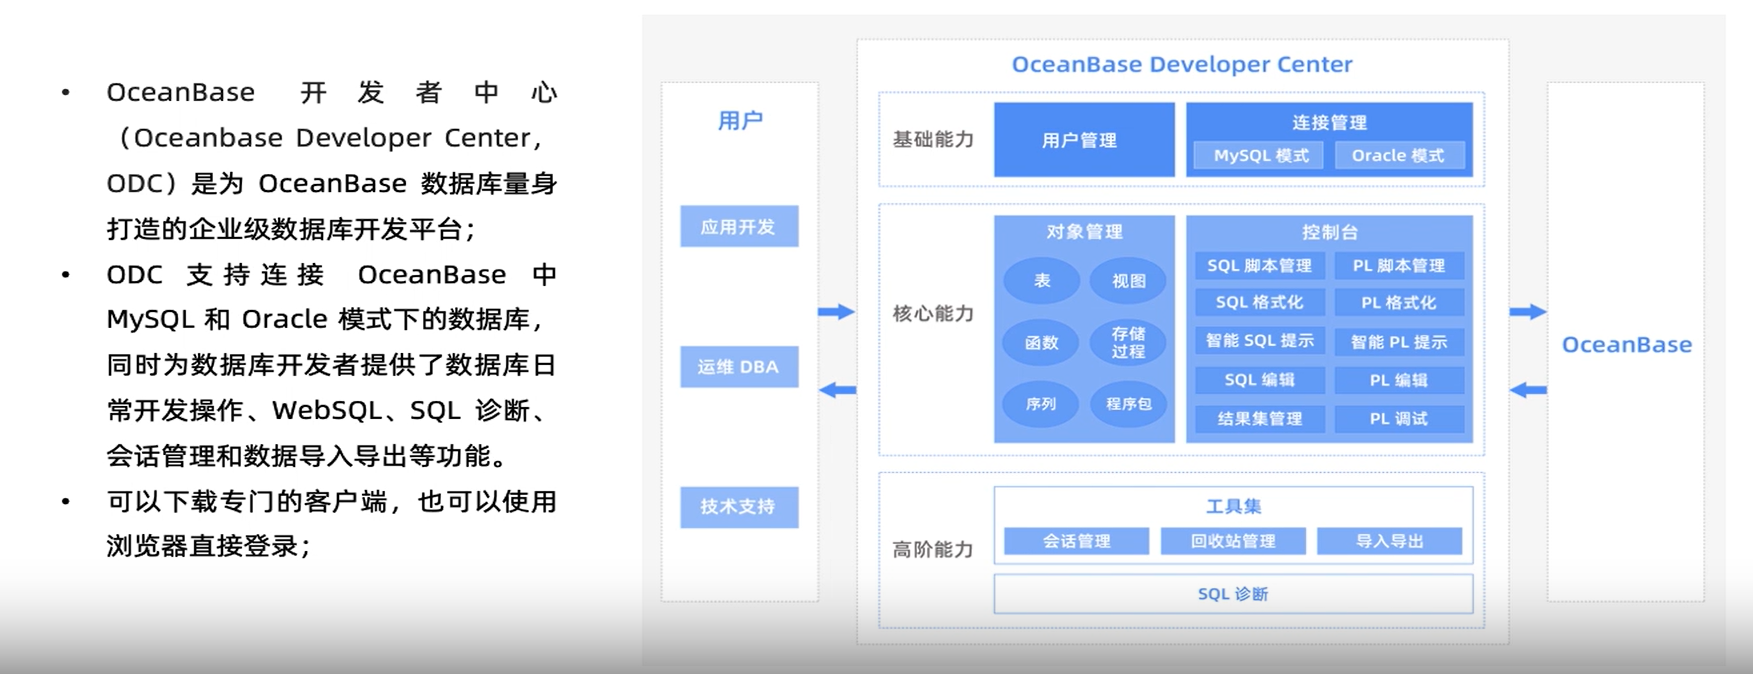 • OceanBase 开发者中心
（Oceanbase Developer Center,
ODC）是为 OceanBase 数据库量身
打造的企业级数据库开发平台；
• ODC 支持连接 OceanBase 中
MySQL 和 Oracle 模式下的数据库，
同时为数据库开发者提供了数据库日
常开发操作、WebSQL、SQL 诊断、
会话管理和数据导入导出等功能。
• 可以下载专门的客户端，也可以使用
浏览器直接登录；
用户
应用开发
运维 DBA
技术支持
OceanBase Developer Center
基础能力
用户管理
连接管理
MySQL 模式
Oracle 模式
核心能力
对象管理
表
视图
函数
存储
过程
序列
程序包
控制台
SQL 脚本管理
PL 脚本管理
SQL 格式化
PL 格式化
智能 SQL 提示
智能 PL 提示
SQL 编辑
PL 编辑
结果集管理
PL 调试
高阶能力
工具集
会话管理
回收站管理
导入导出
SQL 诊断
OceanBase